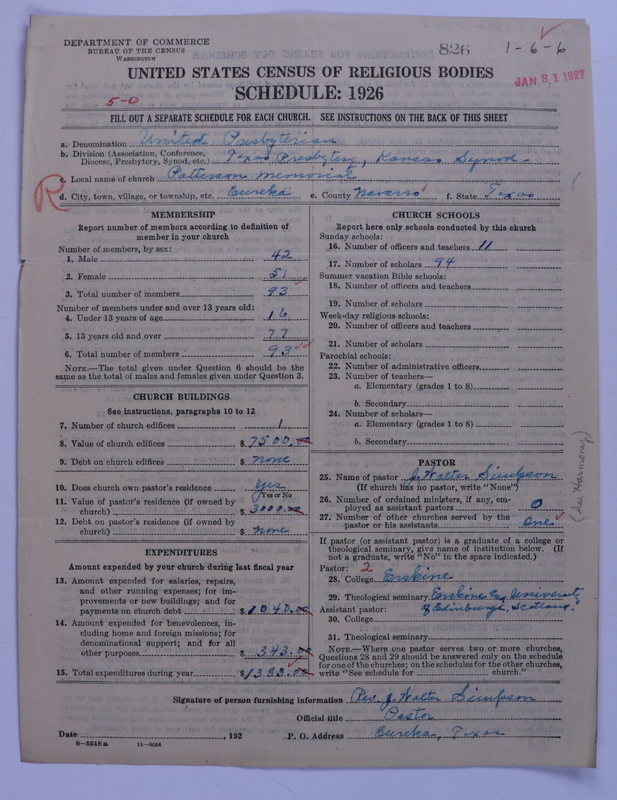 DEPARTMENT OF COMMERCE
BUREAU OF THE CENSUS
WASHINGTON
826
1-6-6
JAN 31 1927
UNITED STATES CENSUS OF RELIGIOUS BODIES
SCHEDULE: 1926
5-0
FILL OUT A SEPARATE SCHEDULE FOR EACH CHURCH. SEE INSTRUCTIONS ON THE BACK OF THIS SHEET
a. Denomination United Presbyterian
b. Division (Association, Conference, Diocese, Presbytery, Synod, etc.) Texas Presbytery, Kansas Synod
c. Local name of church Patterson Memorial
R
d. City, town, village, or township, etc. Eureka e. County Navarro f. State Texas
MEMBERSHIP
Report number of members according to definition of
member in your church
Number of members, by sex:
1. Male 42
2. Female 51
3. Total number of members 93
Number of members under and over 13 years old:
4. Under 13 years of age 16
5. 13 years old and over 77
6. Total number of members 93
NOTE.—The total given under Question 6 should be
same as the total of males and females given under Question 3.
CHURCH BUILDINGS
See instructions, paragraphs 10 to 12
7. Number of church edifices 1
8. Value of church edifices $ 7500.00
9. Debt on church edifices $ None
10. Does church own pastor's residence? Yes
Yes or No
11. Value of pastor's residence (if owned by
church) $ 3000.00
12. Debt on pastor's residence (if owned by
church) $ None
EXPENDITURES
Amount expended by your church during last fiscal year
13. Amount expended for salaries, repairs,
and other running expenses; for im-
provements or new buildings; and for
payments on church debt $ 1040.00
14. Amount expended for benevolences, in-
cluding home and foreign missions; for
denominational support; and for all
other purposes $ 343.00
15. Total expenditures during year $ 1383.00
CHURCH SCHOOLS
Report here only schools conducted by this church
Sunday schools:
16. Number of officers and teachers 11
17. Number of scholars 94
Summer vacation Bible schools:
18. Number of officers and teachers
19. Number of scholars
Week-day religious schools:
20. Number of officers and teachers
21. Number of scholars
Parochial schools:
22. Number of administrative officers
23. Number of teachers—
a. Elementary (grades 1 to 8)
b. Secondary
24. Number of scholars—
a. Elementary (grades 1 to 8)
b. Secondary
PASTOR
25. Name of pastor J. Walter Simpson
(If church has no pastor, write "None")
26. Number of ordained ministers, if any, em-
ployed as assistant pastors 0
27. Number of other churches served by the
pastor or his assistants One
(See Harmony)
If pastor (or assistant pastor) is a graduate of a college or
theological seminary, give name of institution below. (If
not a graduate, write "No" in the space indicated.)
Pastor: 2
28. College Erskine
29. Theological seminary Erskine University
Assistant pastor: of Edinburgh, Scotland.
30. College
31. Theological seminary
NOTE.—Where one pastor serves two or more churches,
Questions 28 and 29 should be answered only on the schedule
for one of the churches; on the schedules for the other churches,
write "See schedule for church."
Signature of person furnishing information Rev. J. Walter Simpson
Official title Pastor
Date , 192 P. O. Address Eureka, Texas
8-5518 a 11-9054